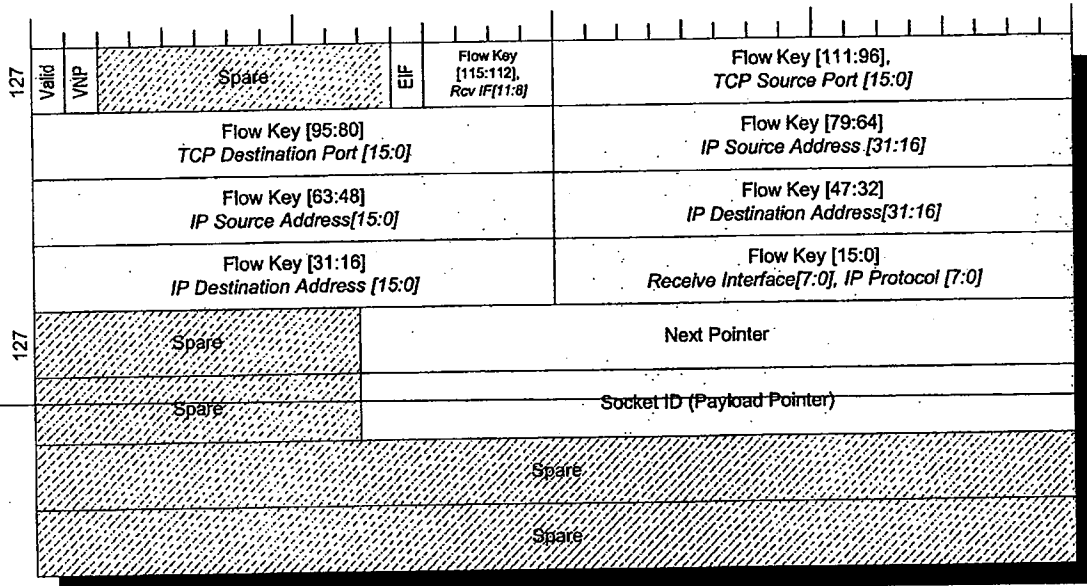 127
Valid
VNP
Spare
EIF
Flow Key
[115:112],
Rcv IF[11:8]
Flow Key [111:96],
TCP Source Port [15:0]
Flow Key [95:80]
TCP Destination Port [15:0]
Flow Key [79:64]
IP Source Address [31:16]
Flow Key [63:48]
IP Source Address[15:0]
Flow Key [47:32]
IP Destination Address[31:16]
Flow Key [31:16]
IP Destination Address [15:0]
Flow Key [15:0]
Receive Interface[7:0], IP Protocol [7:0]
127
Spare
Next Pointer
Spare
Socket ID (Payload Pointer)
Spare
Spare